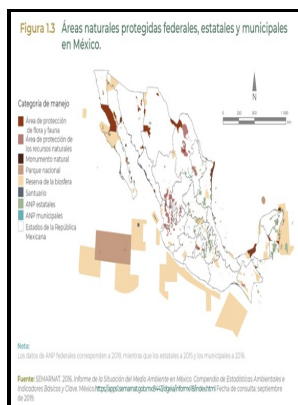 Figura 1.3 Áreas naturales protegidas federales, estatales y municipales
en México.
N
Categoría de manejo
Área de protección
de flora y fauna
Área de protección de
los recursos naturales
Monumento natural
Parque nacional
Reserva de la biosfera
Santuario
ANP estatales
ANP municipales
Estados de la República
Mexicana
Nota:
Los datos de ANP federales corresponden a 2019, mientras que los estatales a 2015 y los municipales a 2016.
Fuente: SEMARNAT. 2016. Informe de la Situación del Medio Ambiente en México. Compendio de Estadísticas Ambientales e
Indicadores Básicos y Clave. México. Fecha de consulta: septiembre
de 2019.